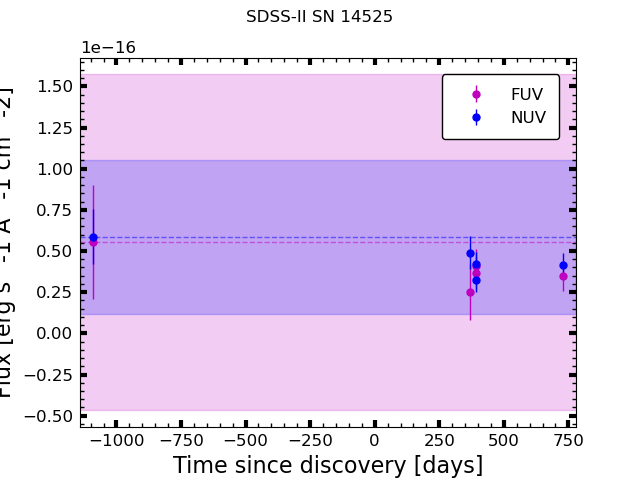 SDSS-II SN 14525
1e−16
1.50
1.25
1.00
0.75
0.50
0.25
0.00
−0.25
−0.50
Flux [erg s -1 A -1 cm -2]
FUV
NUV
−1000 −750 −500 −250 0 250 500 750
Time since discovery [days]